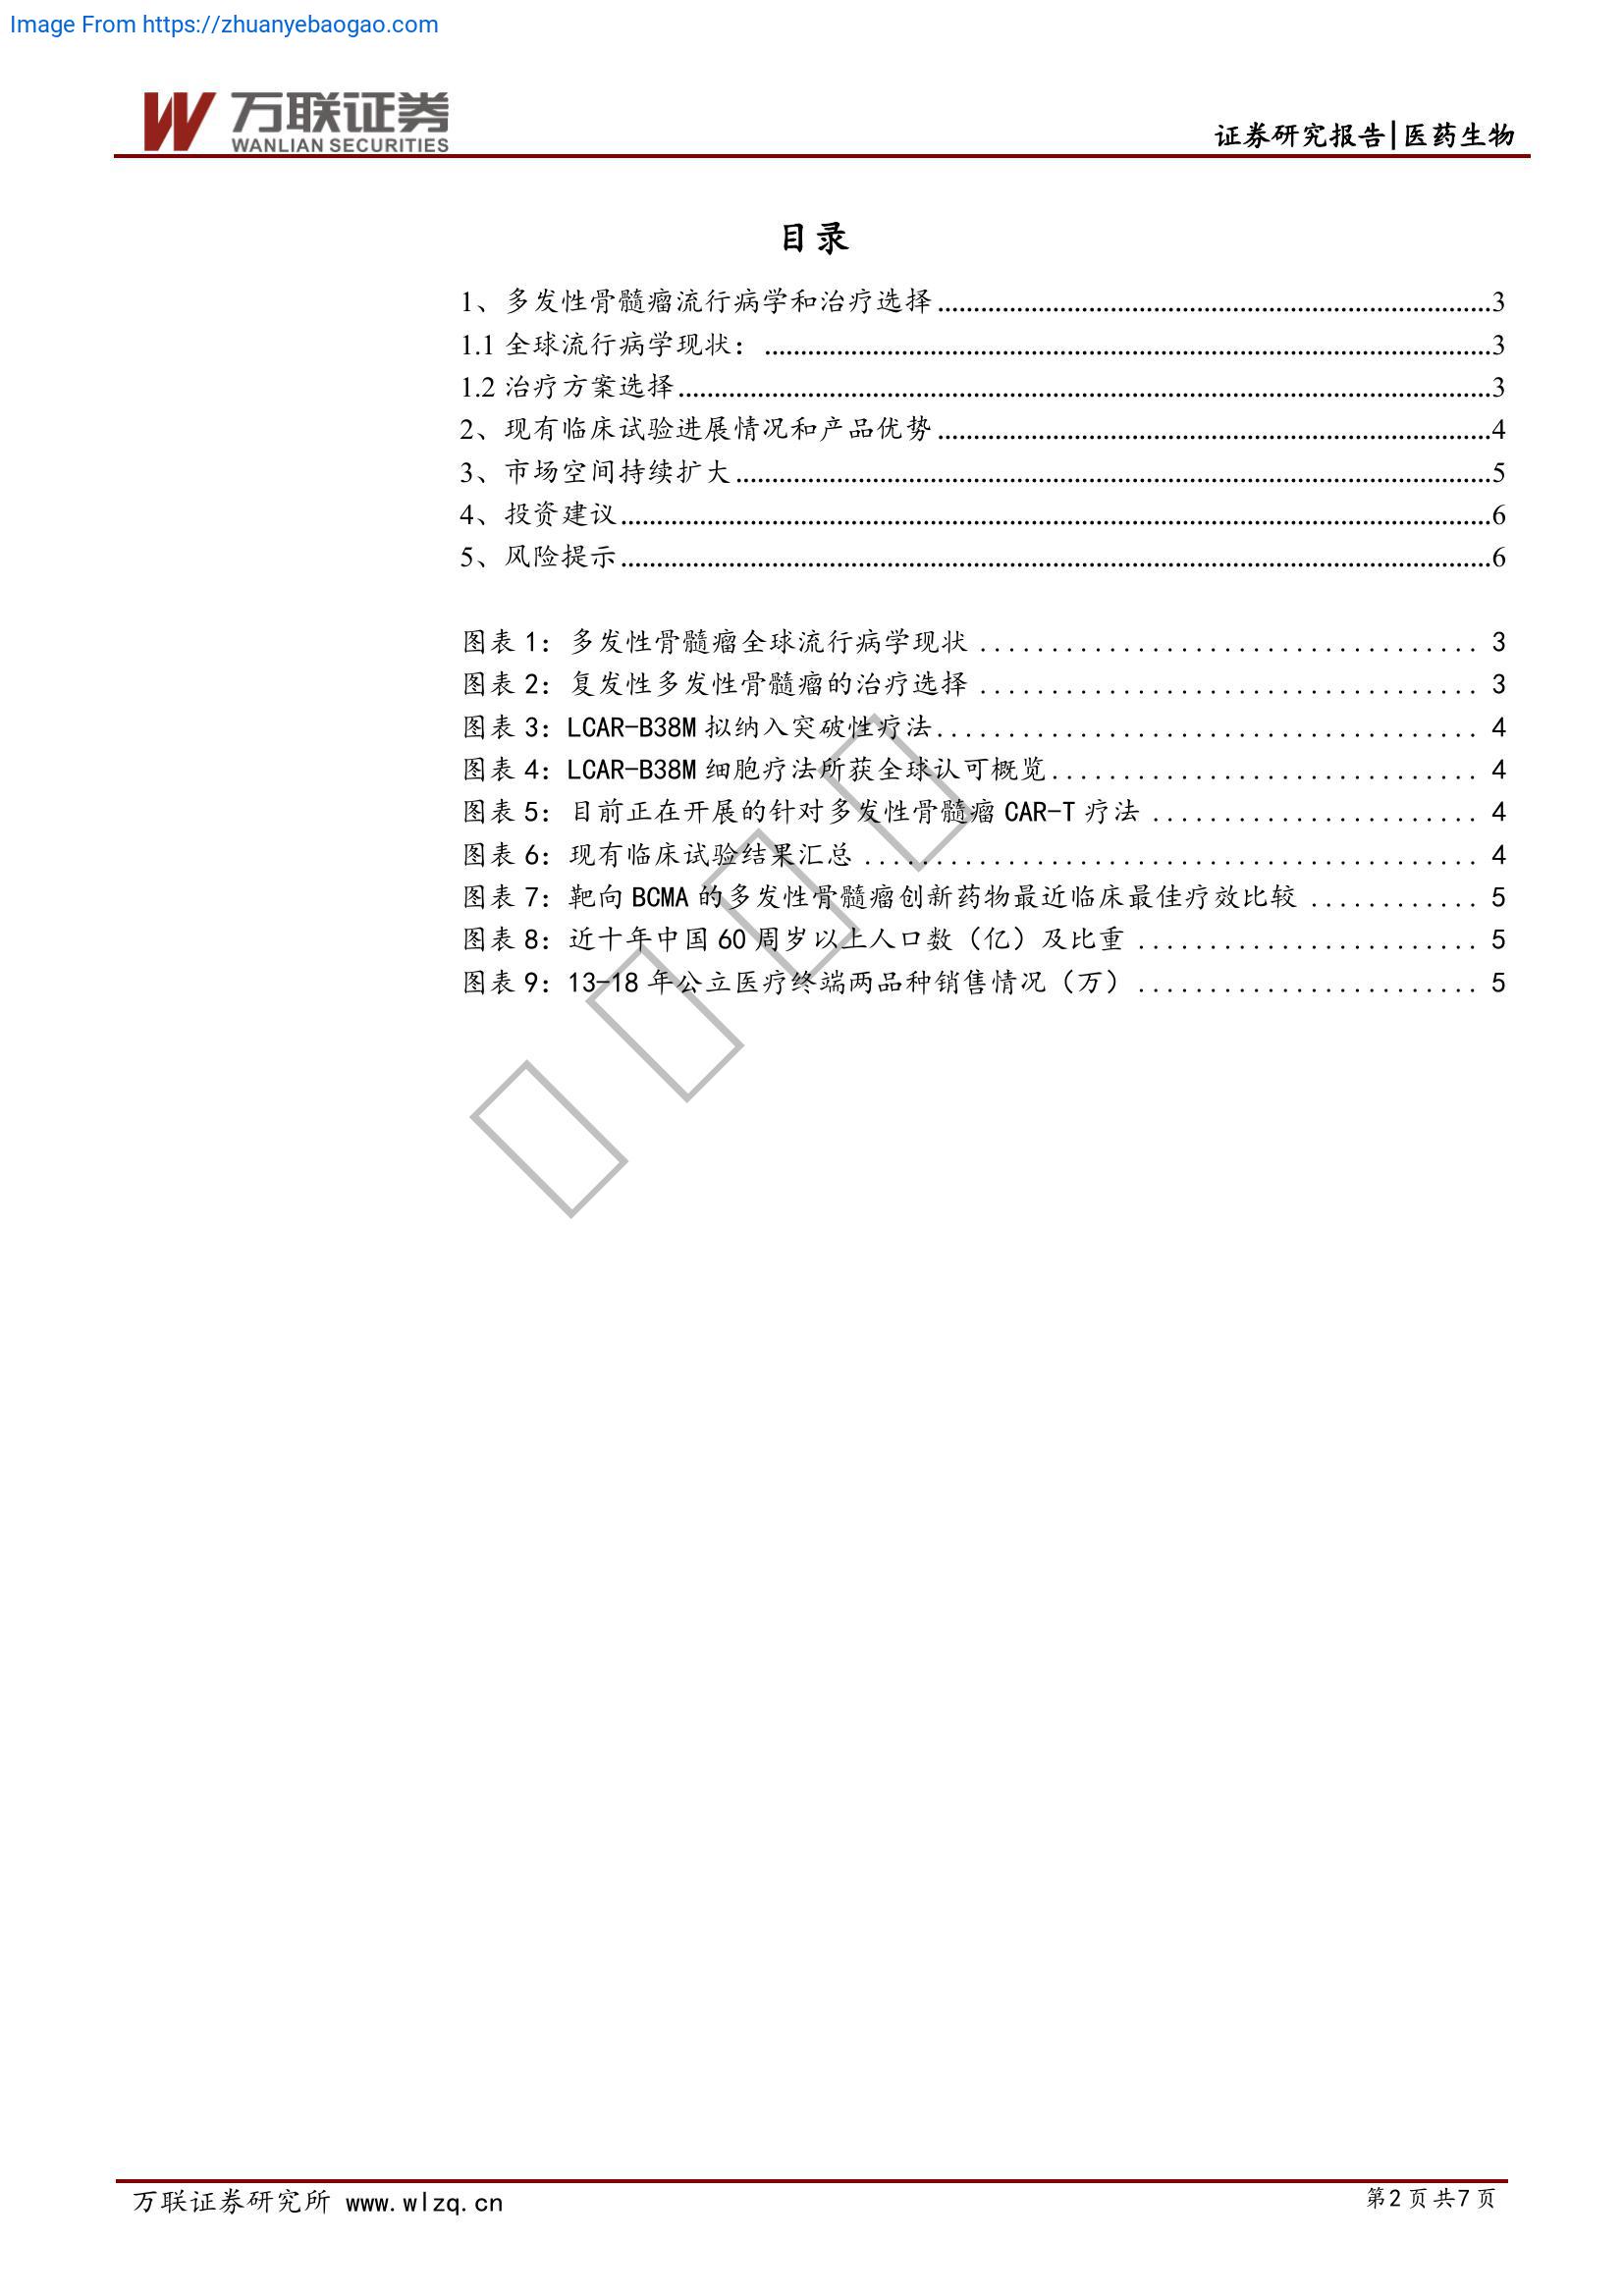 Image From https://zhuanyebaogao.com
万联证券
WANLIAN SECURITIES
证券研究报告|医药生物
目录
1、多发性骨髓瘤流行病学和治疗选择........................3
1.1 全球流行病学现状：........................3
1.2 治疗方案选择........................3
2、现有临床试验进展情况和产品优势........................4
3、市场空间持续扩大........................5
4、投资建议........................6
5、风险提示........................6
图表 1：多发性骨髓瘤全球流行病学现状 ........................ 3
图表 2：复发性多发性骨髓瘤的治疗选择 ........................ 3
图表 3：LCAR-B38M 拟纳入突破性疗法........................ 4
图表 4：LCAR-B38M 细胞疗法所获全球认可概览........................ 4
图表 5：目前正在开展的针对多发性骨髓瘤 CAR-T 疗法 ........................ 4
图表 6：现有临床试验结果汇总 ........................ 4
图表 7：靶向 BCMA 的多发性骨髓瘤创新药物最近临床最佳疗效比较 ............ 5
图表 8：近十年中国 60 周岁以上人口数（亿）及比重 ........................ 5
图表 9：13-18 年公立医疗终端两品种销售情况（万）........................ 5
万联证券研究所 www.wlzq.cn
第2页共7页